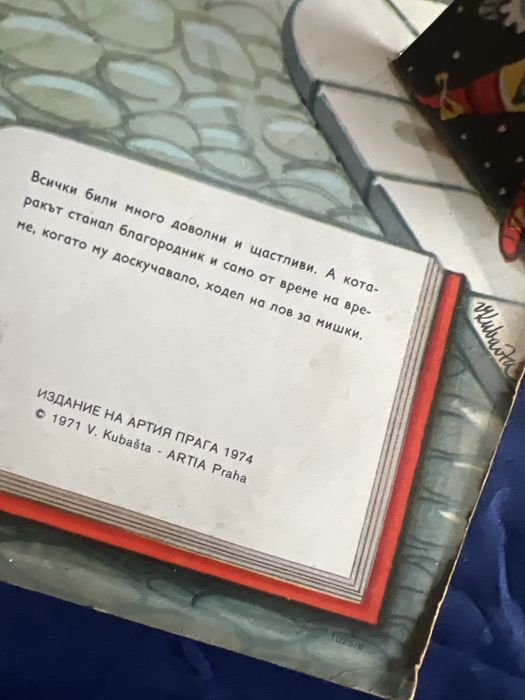 Всички били много доволни и щастливи. А кота-
ракът станал благородник и само от време на вре-
ме, когато му доскучавало, ходел на лов за мишки.
ИЗДАНИЕ НА АРТИЯ ПРАГА 1974
© 1971 V. Kubašta - ARTIA Praha
VKubašta